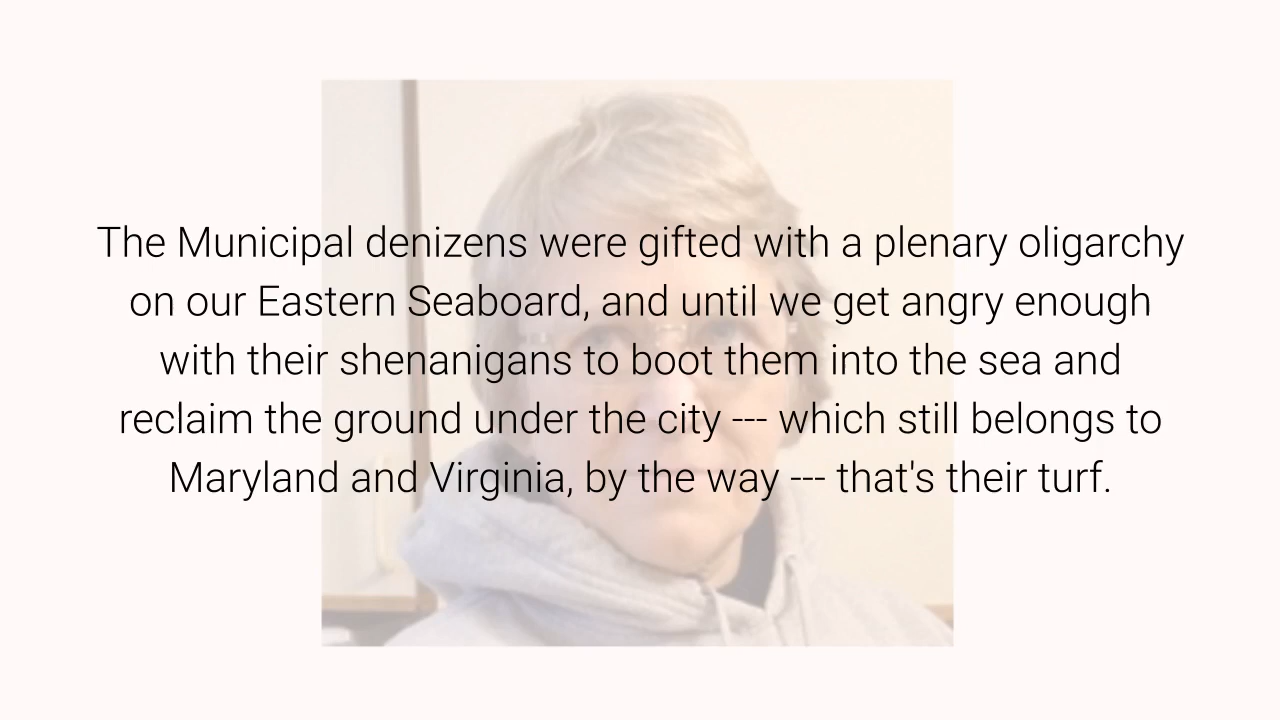 The Municipal denizens were gifted with a plenary oligarchy
on our Eastern Seaboard, and until we get angry enough
with their shenanigans to boot them into the sea and
reclaim the ground under the city --- which still belongs to
Maryland and Virginia, by the way --- that's their turf.